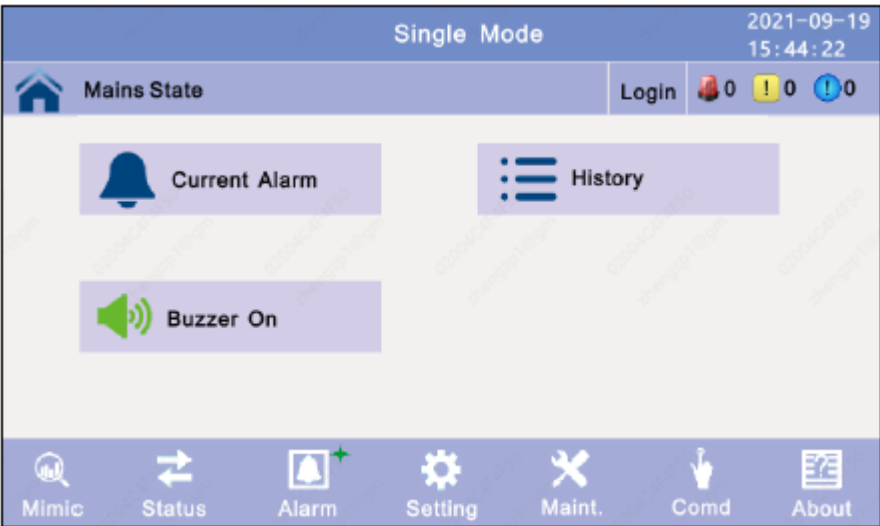 Single Mode
2021-09-19
15:44:22
Mains State
Login
0
! 0
! 0
Current Alarm
History
Buzzer On
Mimic
Status
Alarm
Setting
Maint.
Comd
About